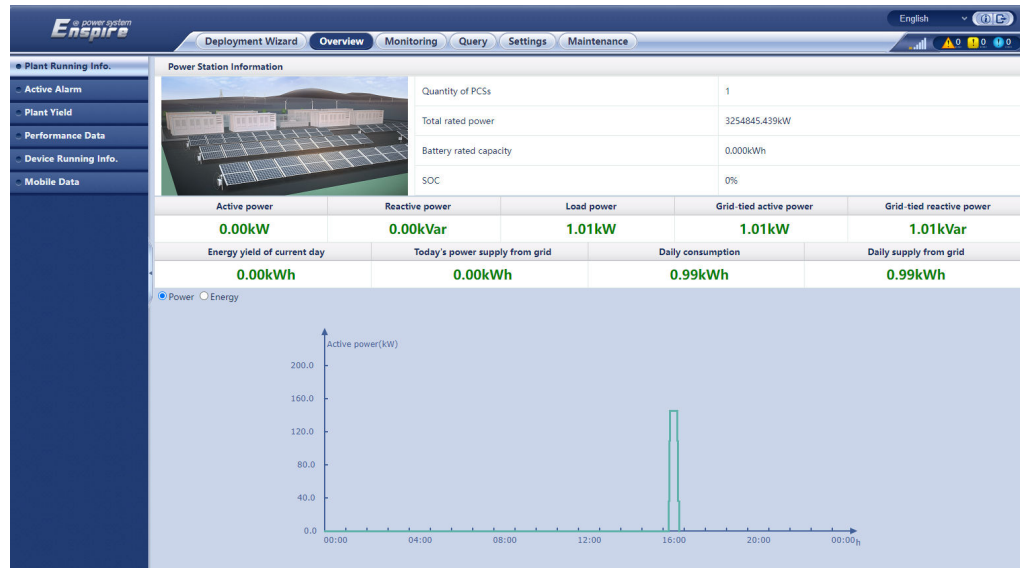 English
@ power system
Enspire
Deployment Wizard Overview Monitoring Query Settings Maintenance
0 0 0
Plant Running Info.
Active Alarm
Plant Yield
Performance Data
Device Running Info.
Mobile Data
Power Station Information
Quantity of PCSs 1
Total rated power 3254845.439kW
Battery rated capacity 0.000kWh
SOC 0%
Active power Reactive power Load power Grid-tied active power Grid-tied reactive power
0.00kW 0.00kVar 1.01kW 1.01kW 1.01kVar
Energy yield of current day Today's power supply from grid Daily consumption Daily supply from grid
0.00kWh 0.00kWh 0.99kWh 0.99kWh
Power Energy
Active power(kW)
200.0
160.0
120.0
80.0
40.0
0.0
00:00 04:00 08:00 12:00 16:00 20:00 00:00 h